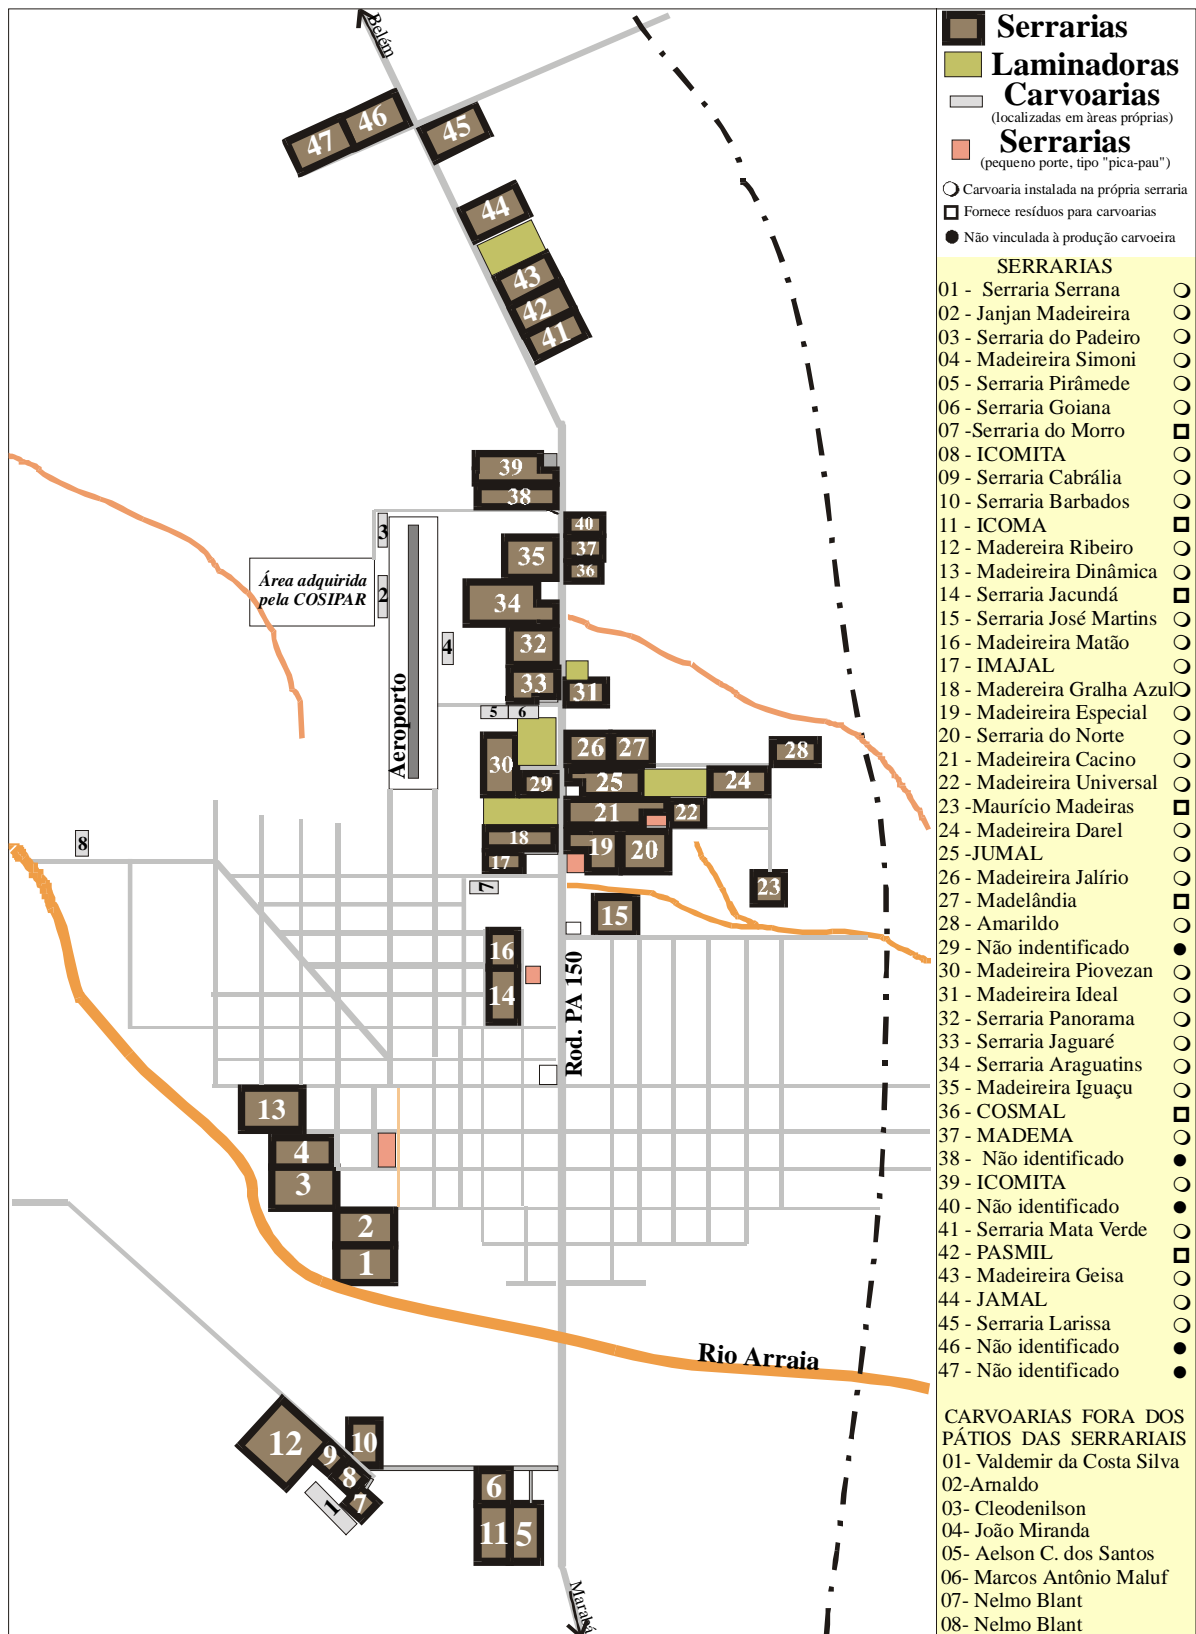 Belém
47
46
45
44
43
42
41
39
38
40
37
36
35
34
32
33
31
3
2
4
Área adquirida
pela COSIPAR
Aeroporto
5
6
30
29
26
27
28
25
24
21
22
18
17
19
20
23
8
7
15
16
14
Rod. PA 150
13
4
3
2
1
Rio Arraia
12
9
8
7
10
1
6
11
5
Marabá
Serrarias
Laminadoras
Carvoarias
(localizadas em àreas próprias)
Serrarias
(pequeno porte, tipo "pica-pau")
Carvoaria instalada na própria serraria
Fornece resíduos para carvoarias
Não vinculada à produção carvoeira
SERRARIAS
01 - Serraria Serrana
02 - Janjan Madeireira
03 - Serraria do Padeiro
04 - Madeireira Simoni
05 - Serraria Pirâmede
06 - Serraria Goiana
07 -Serraria do Morro
08 - ICOMITA
09 - Serraria Cabrália
10 - Serraria Barbados
11 - ICOMA
12 - Madereira Ribeiro
13 - Madeireira Dinâmica
14 - Serraria Jacundá
15 - Serraria José Martins
16 - Madeireira Matão
17 - IMAJAL
18 - Madereira Gralha Azul
19 - Madeireira Especial
20 - Serraria do Norte
21 - Madeireira Cacino
22 - Madeireira Universal
23 -Maurício Madeiras
24 - Madeireira Darel
25 -JUMAL
26 - Madeireira Jalírio
27 - Madelândia
28 - Amarildo
29 - Não indentificado
30 - Madeireira Piovezan
31 - Madeireira Ideal
32 - Serraria Panorama
33 - Serraria Jaguaré
34 - Serraria Araguatins
35 - Madeireira Iguaçu
36 - COSMAL
37 - MADEMA
38 - Não identificado
39 - ICOMITA
40 - Não identificado
41 - Serraria Mata Verde
42 - PASMIL
43 - Madeireira Geisa
44 - JAMAL
45 - Serraria Larissa
46 - Não identificado
47 - Não identificado
CARVOARIAS FORA DOS
PÁTIOS DAS SERRARIAIS
01- Valdemir da Costa Silva
02-Arnaldo
03- Cleodenilson
04- João Miranda
05- Aelson C. dos Santos
06- Marcos Antônio Maluf
07- Nelmo Blant
08- Nelmo Blant